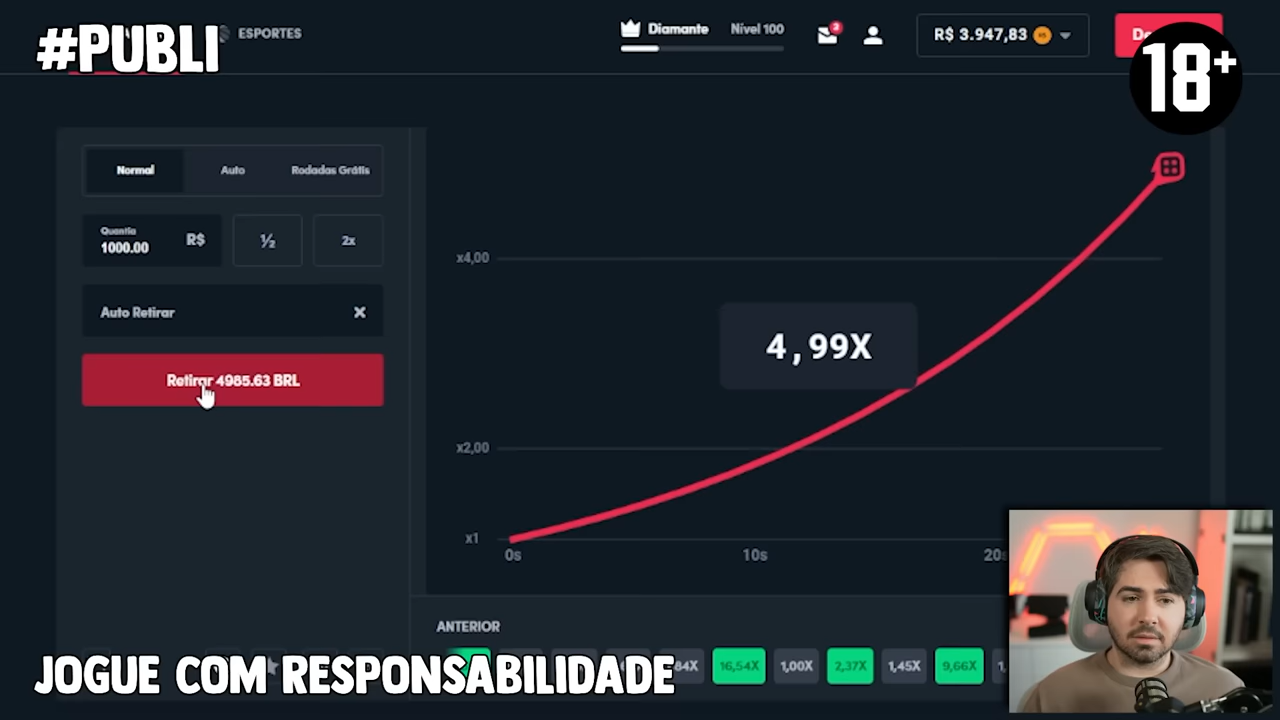 #PUBLI
ESPORTES
Diamante Nível 100
3
R$ 3.947,83
18+
Normal Auto Rodadas Grátis
Quantia
1000.00 R$ ½ 2x
Auto Retirar
Retirar 4985.63 BRL
x4,00
4,99X
x2,00
x1
0s 10s 20s
ANTERIOR
16,54X 1,00X 2,37X 1,45X 9,66X
JOGUE COM RESPONSABILIDADE